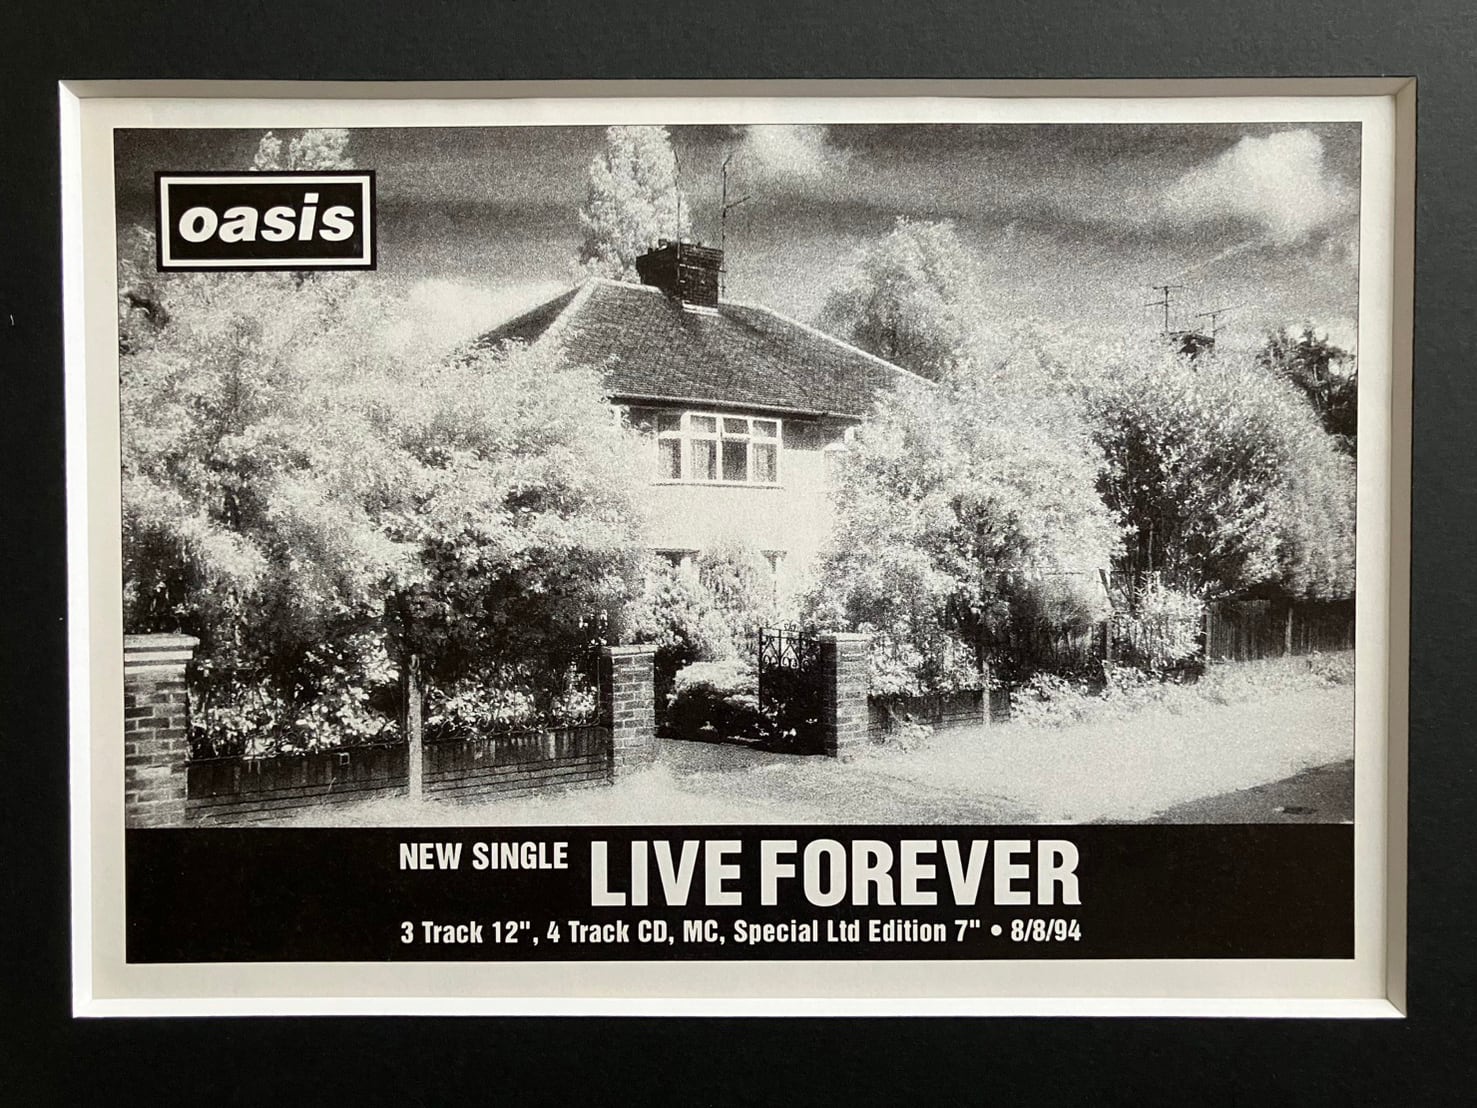 oasis
NEW SINGLE LIVE FOREVER
3 Track 12", 4 Track CD, MC, Special Ltd Edition 7" • 8/8/94